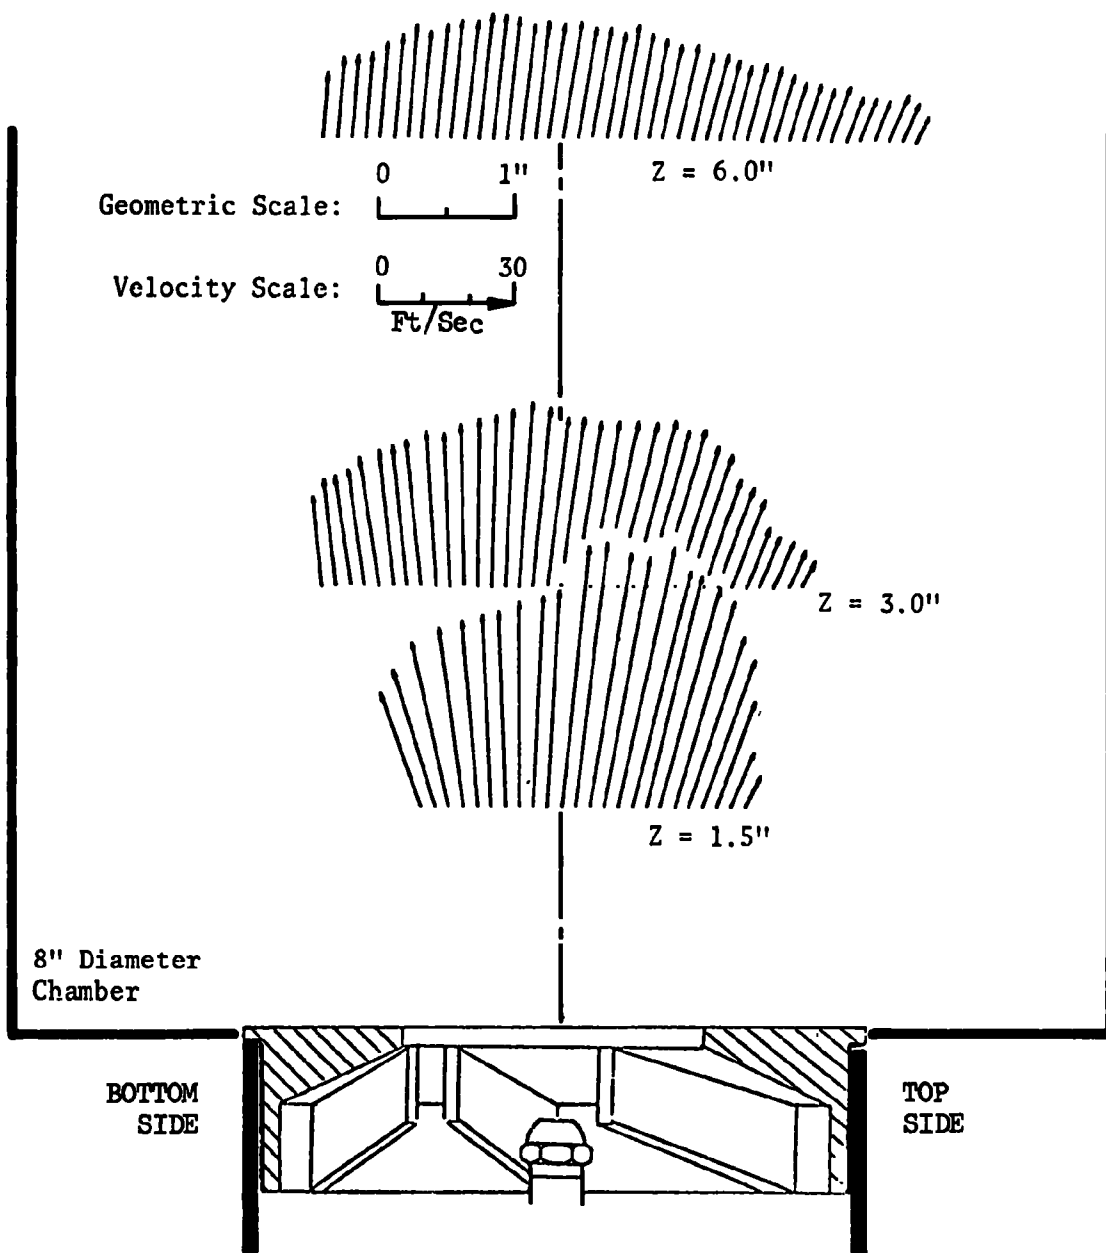 Z = 6.0"
0 1"
Geometric Scale:
0 30
Velocity Scale:
Ft/Sec
Z = 3.0"
Z = 1.5"
8" Diameter
Chamber
BOTTOM
SIDE
TOP
SIDE